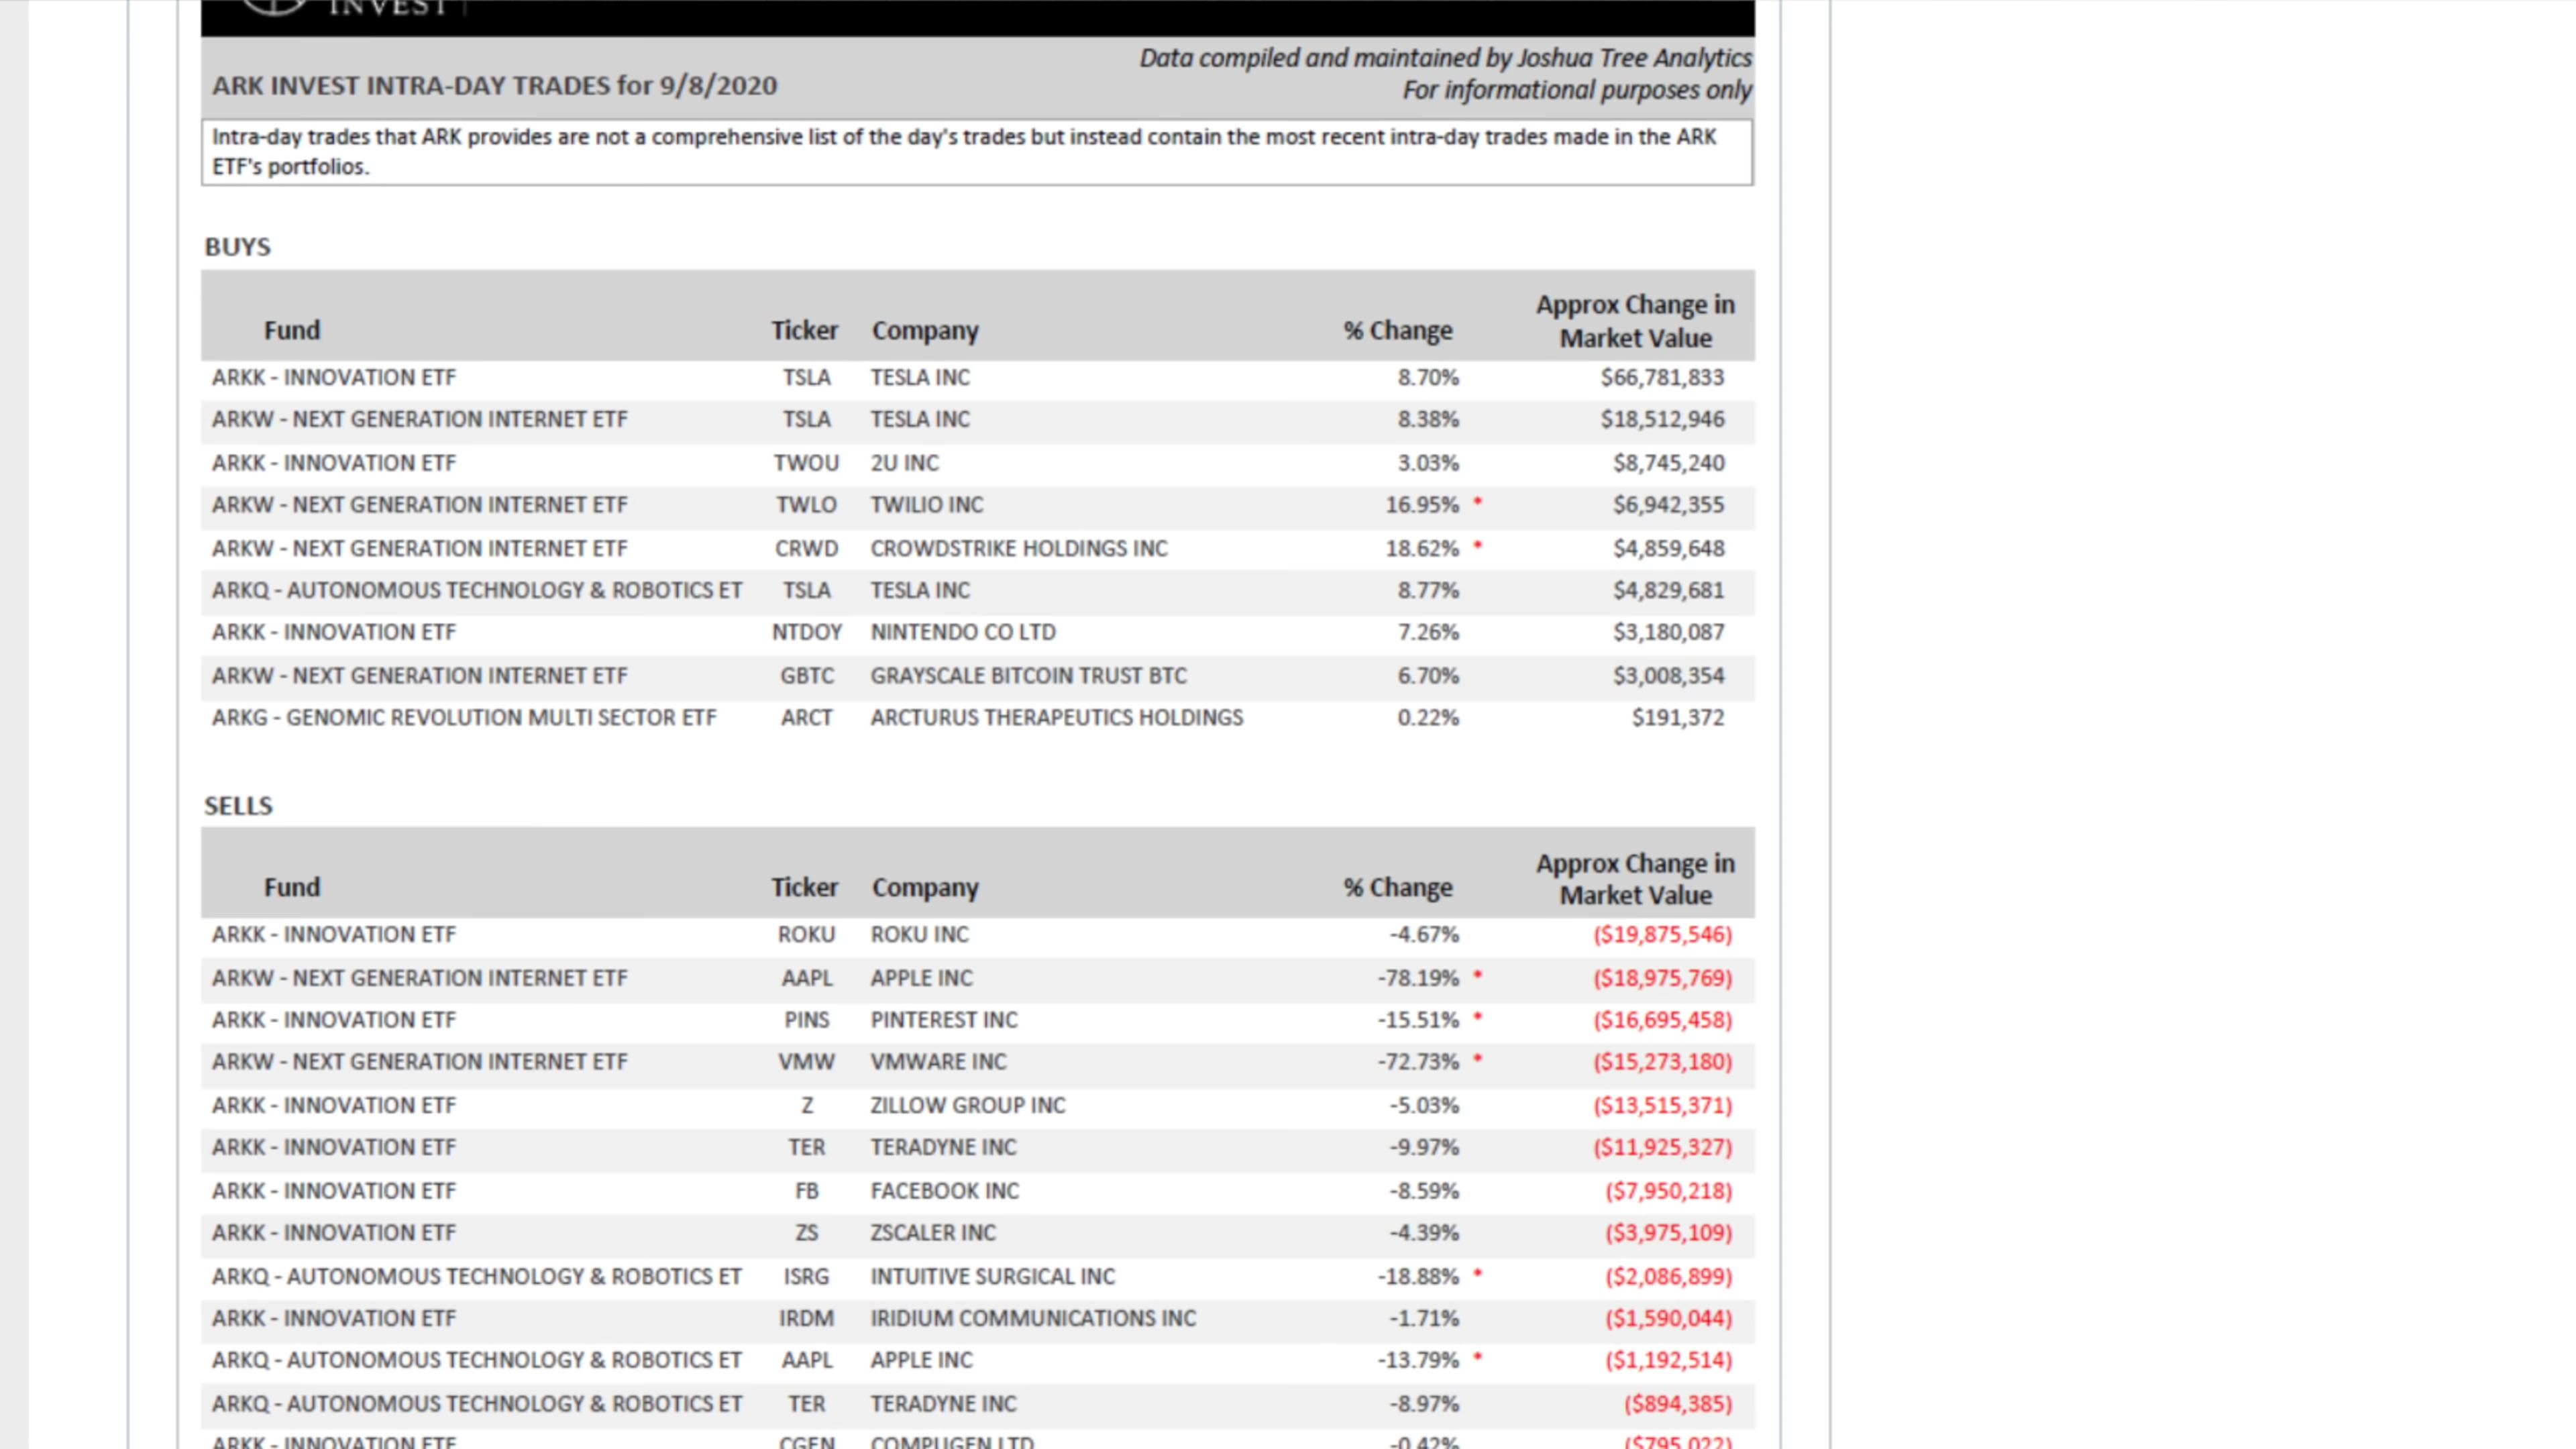 INVEST
Data compiled and maintained by Joshua Tree Analytics
ARK INVEST INTRA-DAY TRADES for 9/8/2020
For informational purposes only
Intra-day trades that ARK provides are not a comprehensive list of the day's trades but instead contain the most recent intra-day trades made in the ARK
ETF's portfolios.
BUYS
Fund Ticker Company % Change Approx Change in Market Value
ARKK - INNOVATION ETF TSLA TESLA INC 8.70% $66,781,833
ARKW - NEXT GENERATION INTERNET ETF TSLA TESLA INC 8.38% $18,512,946
ARKK - INNOVATION ETF TWOU 2U INC 3.03% $8,745,240
ARKW - NEXT GENERATION INTERNET ETF TWLO TWILIO INC 16.95% * $6,942,355
ARKW - NEXT GENERATION INTERNET ETF CRWD CROWDSTRIKE HOLDINGS INC 18.62% * $4,859,648
ARKQ - AUTONOMOUS TECHNOLOGY & ROBOTICS ET TSLA TESLA INC 8.77% $4,829,681
ARKK - INNOVATION ETF NTDOY NINTENDO CO LTD 7.26% $3,180,087
ARKW - NEXT GENERATION INTERNET ETF GBTC GRAYSCALE BITCOIN TRUST BTC 6.70% $3,008,354
ARKG - GENOMIC REVOLUTION MULTI SECTOR ETF ARCT ARCTURUS THERAPEUTICS HOLDINGS 0.22% $191,372
SELLS
Fund Ticker Company % Change Approx Change in Market Value
ARKK - INNOVATION ETF ROKU ROKU INC -4.67% ($19,875,546)
ARKW - NEXT GENERATION INTERNET ETF AAPL APPLE INC -78.19% * ($18,975,769)
ARKK - INNOVATION ETF PINS PINTEREST INC -15.51% * ($16,695,458)
ARKW - NEXT GENERATION INTERNET ETF VMW VMWARE INC -72.73% * ($15,273,180)
ARKK - INNOVATION ETF Z ZILLOW GROUP INC -5.03% ($13,515,371)
ARKK - INNOVATION ETF TER TERADYNE INC -9.97% ($11,925,327)
ARKK - INNOVATION ETF FB FACEBOOK INC -8.59% ($7,950,218)
ARKK - INNOVATION ETF ZS ZSCALER INC -4.39% ($3,975,109)
ARKQ - AUTONOMOUS TECHNOLOGY & ROBOTICS ET ISRG INTUITIVE SURGICAL INC -18.88% * ($2,086,899)
ARKK - INNOVATION ETF IRDM IRIDIUM COMMUNICATIONS INC -1.71% ($1,590,044)
ARKQ - AUTONOMOUS TECHNOLOGY & ROBOTICS ET AAPL APPLE INC -13.79% * ($1,192,514)
ARKQ - AUTONOMOUS TECHNOLOGY & ROBOTICS ET TER TERADYNE INC -8.97% ($894,385)
ARKK - INNOVATION ETF CGEN COMPUGEN LTD -0.42% ($795,022)